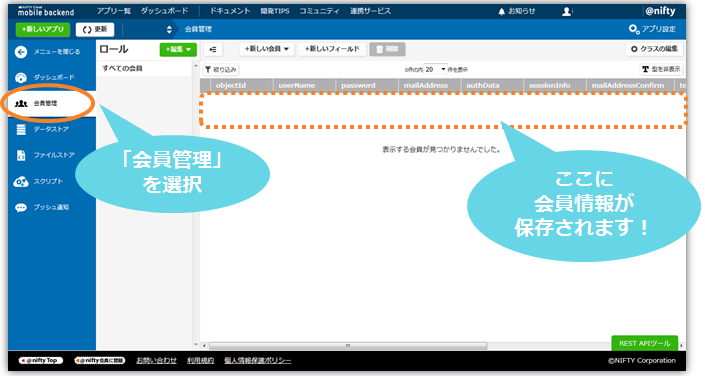 @NIFTY Cloud
mobile backend
アプリ一覧 ダッシュボード ドキュメント 開発TIPS コミュニティ 連携サービス
お知らせ
@nifty
+新しいアプリ
更新
会員管理
アプリ設定
メニューを閉じる
ダッシュボード
会員管理
データストア
ファイルストア
スクリプト
プッシュ通知
ロール
+編集
すべての会員
+新しい会員
+新しいフィールド
削除
クラスの編集
絞り込み
0件の内 20 件を表示
型を非表示
objectId userName password mailAddress authData sessionInfo mailAddressConfirm te
表示する会員が見つかりませんでした。
「会員管理」
を選択
ここに
会員情報が
保存されます！
REST APIツール
@nifty Top
@nifty会員に登録
お問い合わせ 利用規約 個人情報保護ポリシー
©NIFTY Corporation